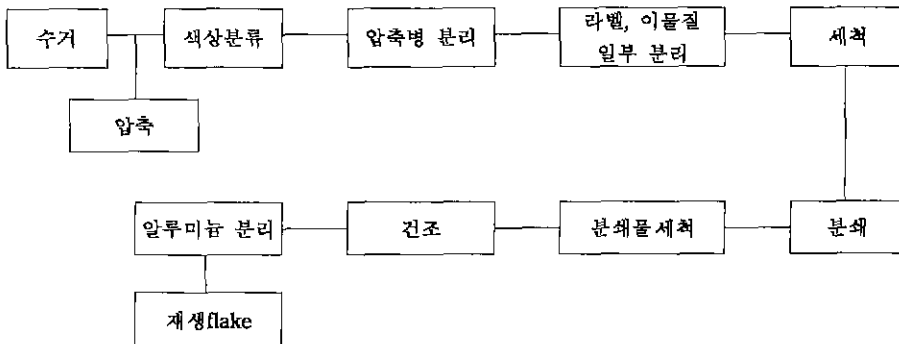 수거
색상분류
압축병 분리
라벨, 이물질
일부 분리
세척
압축
알루미늄 분리
건조
분쇄물세척
분쇄
재생flake